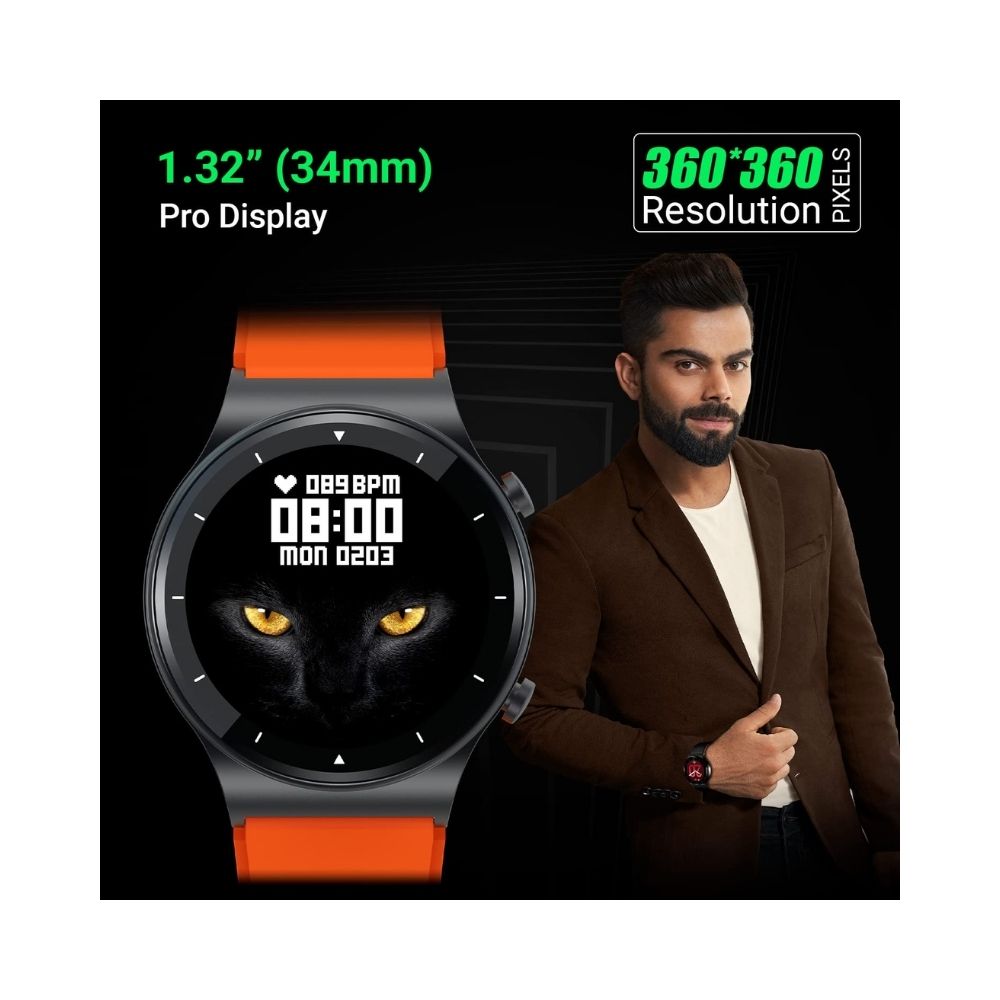 1.32” (34mm)
Pro Display
360*360
Resolution
PIXELS
089 BPM
08:00
MON 0203